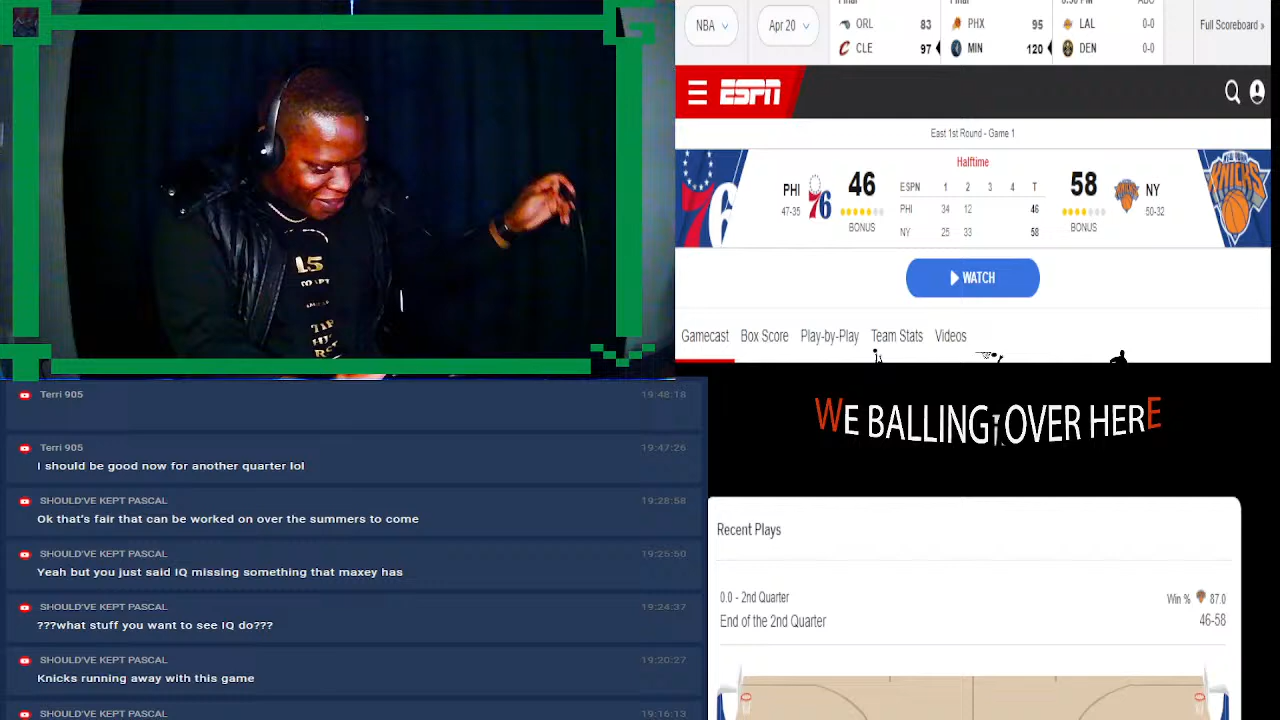 NBA
Apr 20
ORL 83
CLE 97
PHX 95
MIN 120
LAL 0-0
DEN 0-0
Full Scoreboard »
ESPN
East 1st Round - Game 1
Halftime
PHI
47-35
76
46
BONUS
ESPN 1 2 3 4 T
PHI 34 12 46
NY 25 33 58
58
BONUS
NEW YORK
KNICKS
NY
50-32
WATCH
Gamecast Box Score Play-by-Play Team Stats Videos
15
WE BALLING OVER HERE
Recent Plays
0.0 - 2nd Quarter
Win % 87.0
End of the 2nd Quarter
46-58
Terri 905 19:48:18
Terri 905 19:47:26
I should be good now for another quarter lol
SHOULD'VE KEPT PASCAL 19:28:58
Ok that's fair that can be worked on over the summers to come
SHOULD'VE KEPT PASCAL 19:25:50
Yeah but you just said IQ missing something that maxey has
SHOULD'VE KEPT PASCAL 19:24:37
???what stuff you want to see IQ do???
SHOULD'VE KEPT PASCAL 19:20:27
Knicks running away with this game
SHOULD'VE KEPT PASCAL 19:16:13